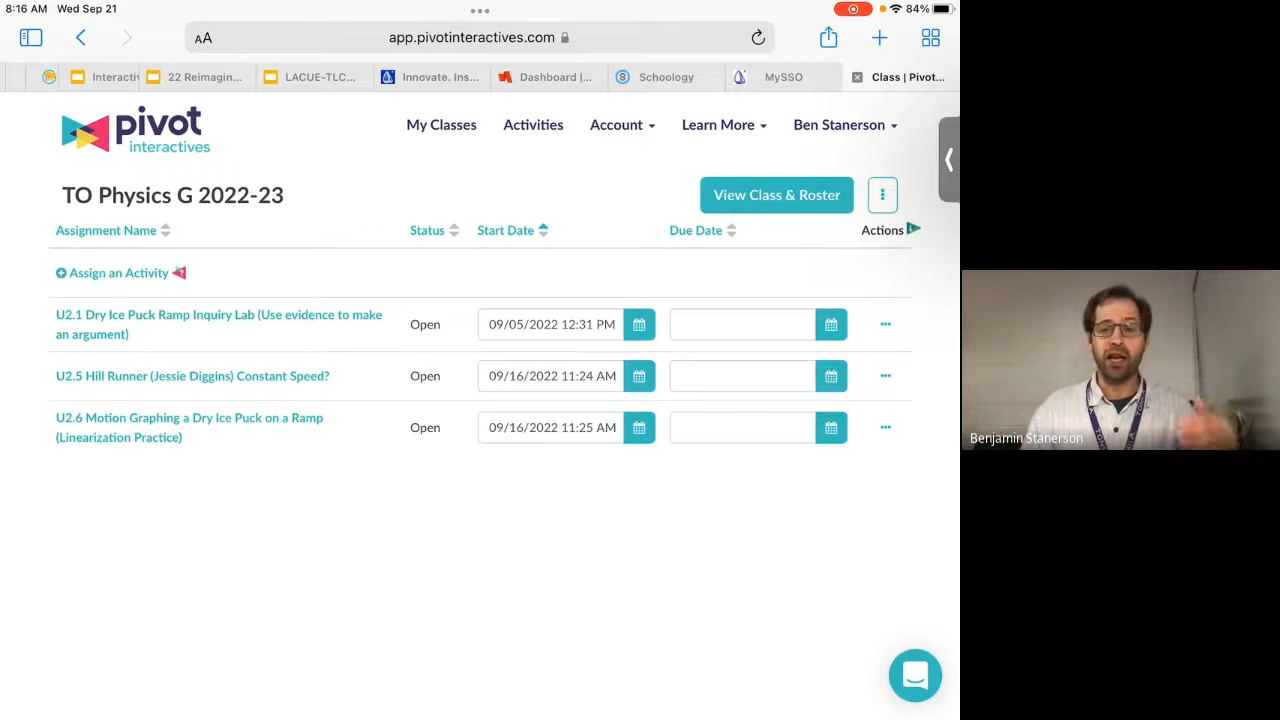 8:16 AM Wed Sep 21
84%
AA
app.pivotinteractives.com
Interacti
22 Reimagin...
LACUE-TLC...
Innovate. Ins...
Dashboard |...
Schoology
MySSO
Class | Pivot...
pivot
interactives
My Classes
Activities
Account
Learn More
Ben Stanerson
TO Physics G 2022-23
View Class & Roster
Assignment Name
Status
Start Date
Due Date
Actions
Assign an Activity
U2.1 Dry Ice Puck Ramp Inquiry Lab (Use evidence to make
an argument)
Open
09/05/2022 12:31 PM
U2.5 Hill Runner (Jessie Diggins) Constant Speed?
Open
09/16/2022 11:24 AM
U2.6 Motion Graphing a Dry Ice Puck on a Ramp
(Linearization Practice)
Open
09/16/2022 11:25 AM
Benjamin Stanerson